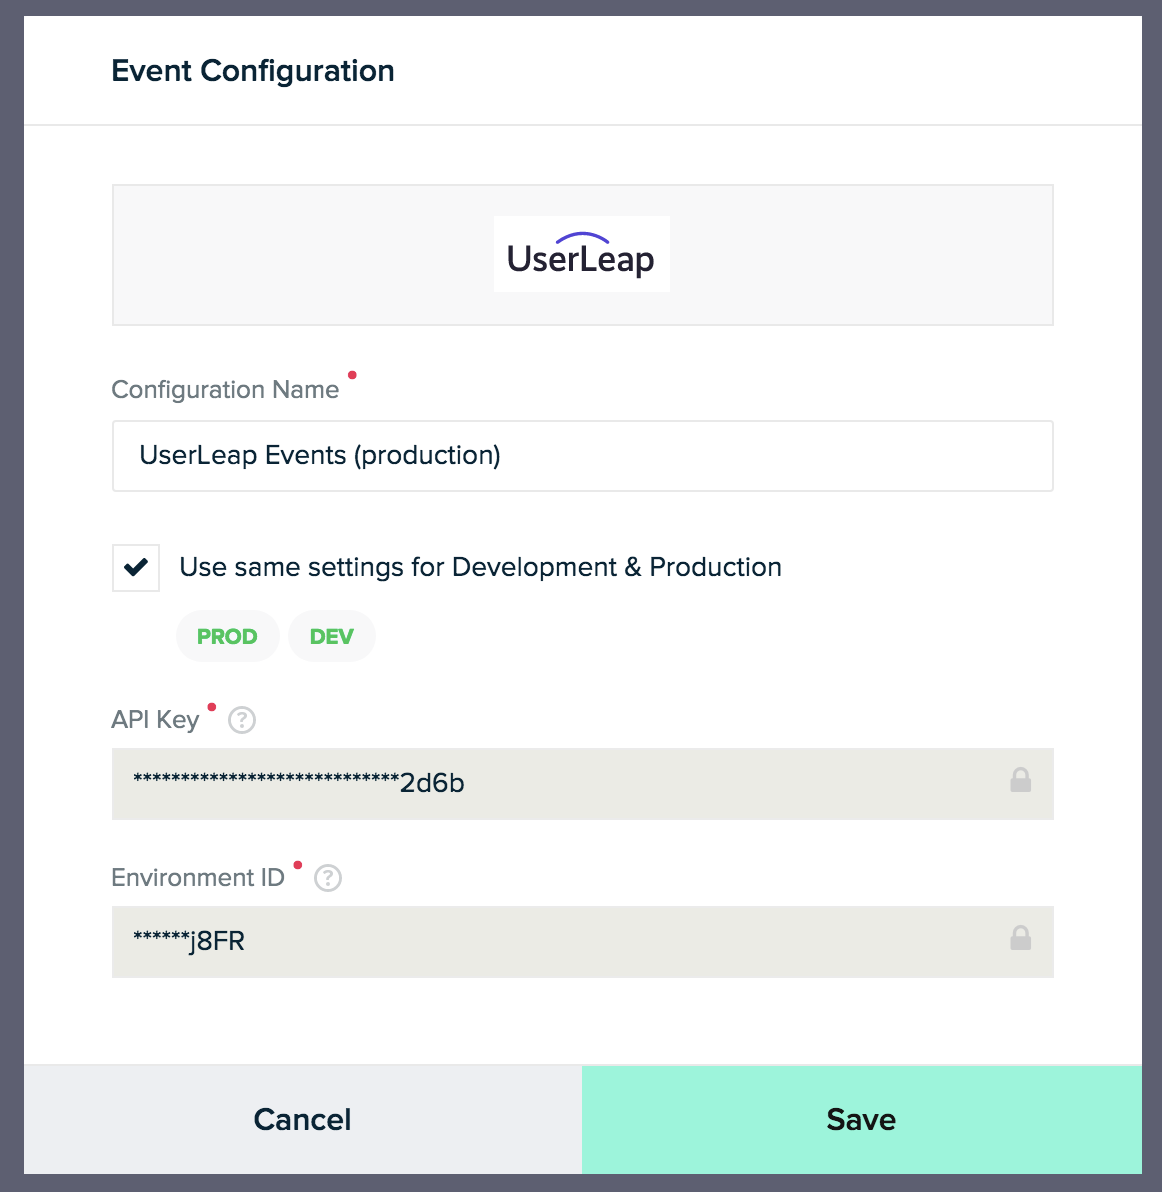 Event Configuration
UserLeap
Configuration Name
UserLeap Events (production)
Use same settings for Development & Production
PROD DEV
API Key ?
****************************2d6b
Environment ID ?
******j8FR
Cancel Save